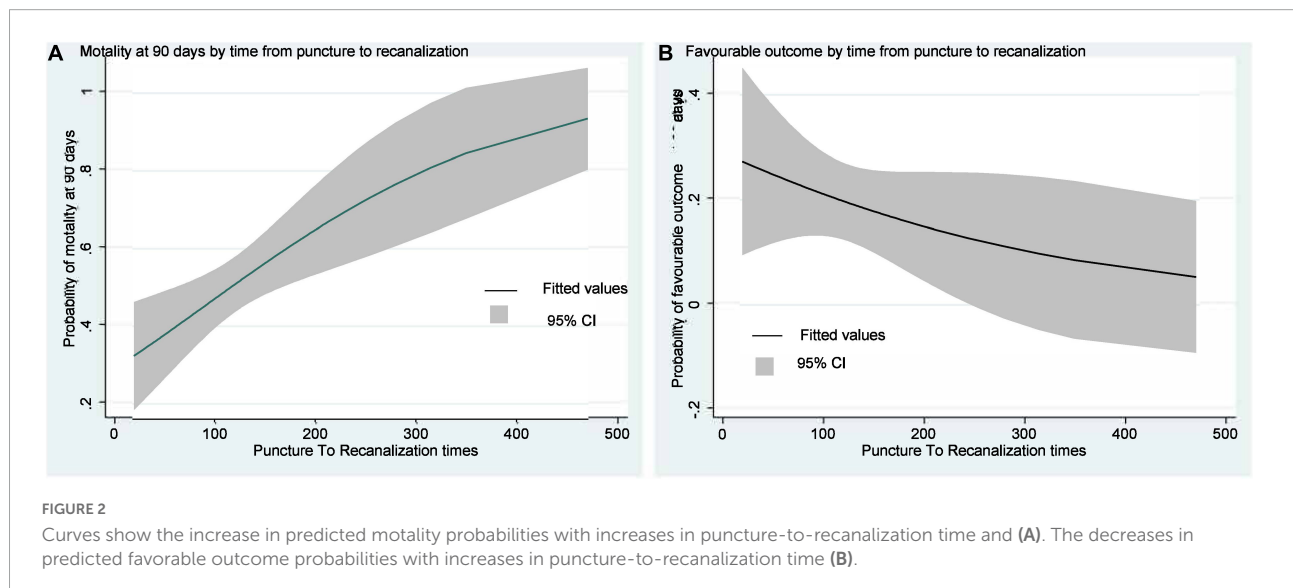 A Motality at 90 days by time from puncture to recanalization
Probability of motality at 90 days
1
.8
.6
.4
.2
Fitted values
95% CI
0 100 200 300 400 500
Puncture To Recanalization times
B Favourable outcome by time from puncture to recanalization
Probability of favourable outcome days
.4
.2
0
-.2
Fitted values
95% CI
0 100 200 300 400 500
Puncture To Recanalization times
FIGURE 2
Curves show the increase in predicted motality probabilities with increases in puncture-to-recanalization time and (A). The decreases in
predicted favorable outcome probabilities with increases in puncture-to-recanalization time (B).